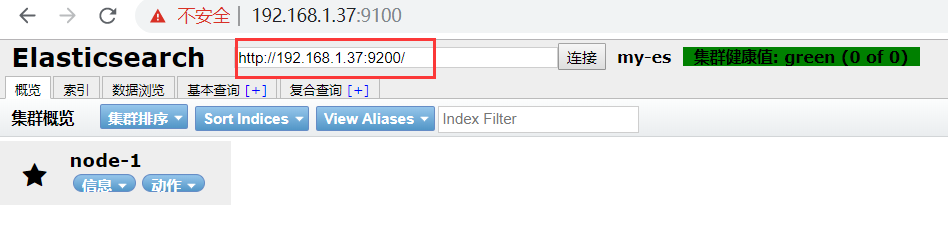 不安全 192.168.1.37:9100
Elasticsearch http://192.168.1.37:9200/ 连接 my-es 集群健康值: green (0 of 0)
概览 索引 数据浏览 基本查询 [+] 复合查询 [+]
集群概览 集群排序 Sort Indices View Aliases Index Filter
node-1
信息 动作